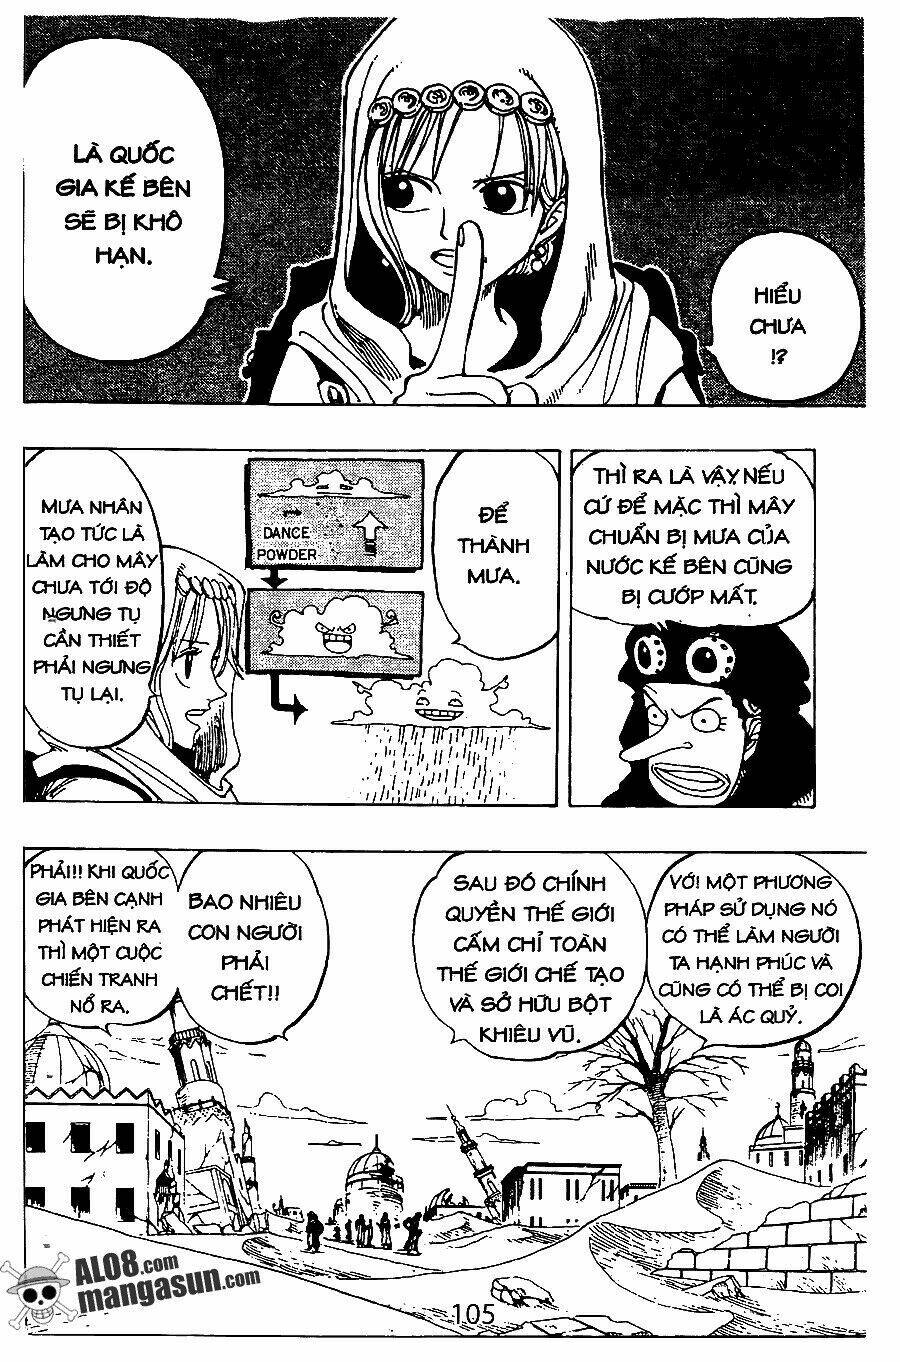 LÀ QUỐC
GIA KẾ BÊN
SẼ BỊ KHÔ
HẠN.
HIỂU
CHƯA
!?
MƯA NHÂN
TẠO TỨC LÀ
LÀM CHO MÂY
CHƯA TỚI ĐỘ
NGƯNG TỤ
CẦN THIẾT
PHẢI NGƯNG
TỤ LẠI.
DANCE
POWDER
ĐỂ
THÀNH
MƯA.
THÌ RA LÀ VẬY. NẾU
CỨ ĐỂ MẶC THÌ MÂY
CHUẨN BỊ MƯA CỦA
NƯỚC KẾ BÊN CŨNG
BỊ CƯỚP MẤT.
PHẢI!! KHI QUỐC
GIA BÊN CẠNH
PHÁT HIỆN RA
THÌ MỘT CUỘC
CHIẾN TRANH
NỔ RA.
BAO NHIÊU
CON NGƯỜI
PHẢI
CHẾT!!
SAU ĐÓ CHÍNH
QUYỀN THẾ GIỚI
CẤM CHỈ TOÀN
THẾ GIỚI CHẾ TẠO
VÀ SỞ HỮU BỘT
KHIÊU VŨ.
VỚI MỘT PHƯƠNG
PHÁP SỬ DỤNG NÓ
CÓ THỂ LÀM NGƯỜI
TA HẠNH PHÚC VÀ
CŨNG CÓ THỂ BỊ COI
LÀ ÁC QUỶ.
ALO8.com
mangasun.com
105